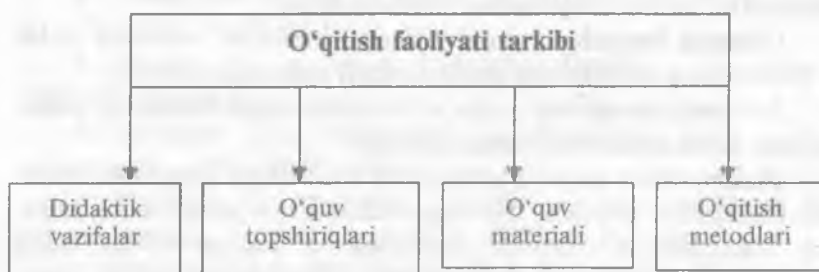 O‘qitish faoliyati tarkibi
Didaktik
vazifalar
O‘quv
topshiriqlari
O‘quv
materiali
O‘qitish
metodlari